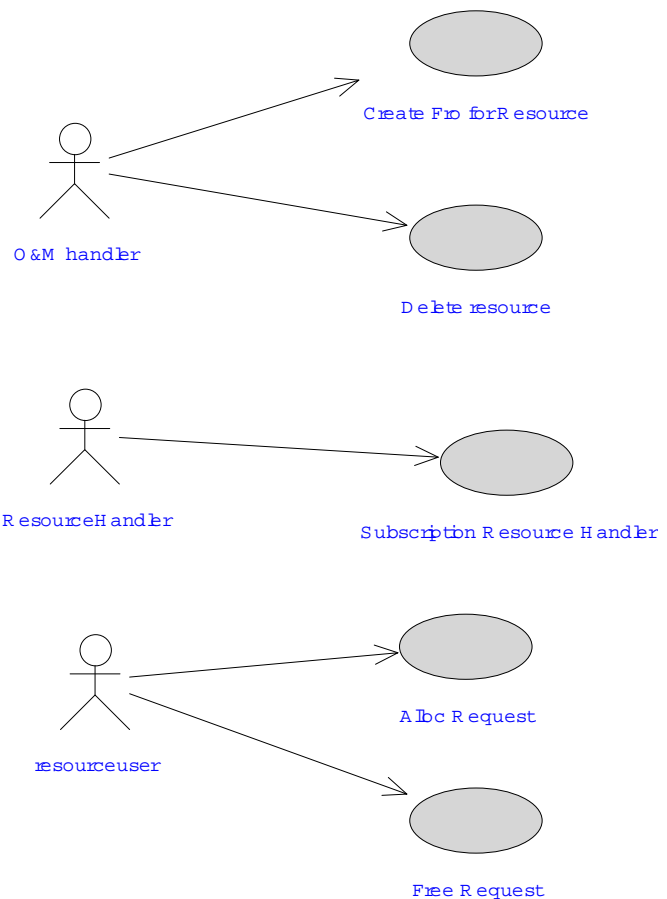 Create Fro for Resource
O&M handler
Delete resource
ResourceHandler
Subscription Resource Handler
Alloc Request
resourceuser
Free Request